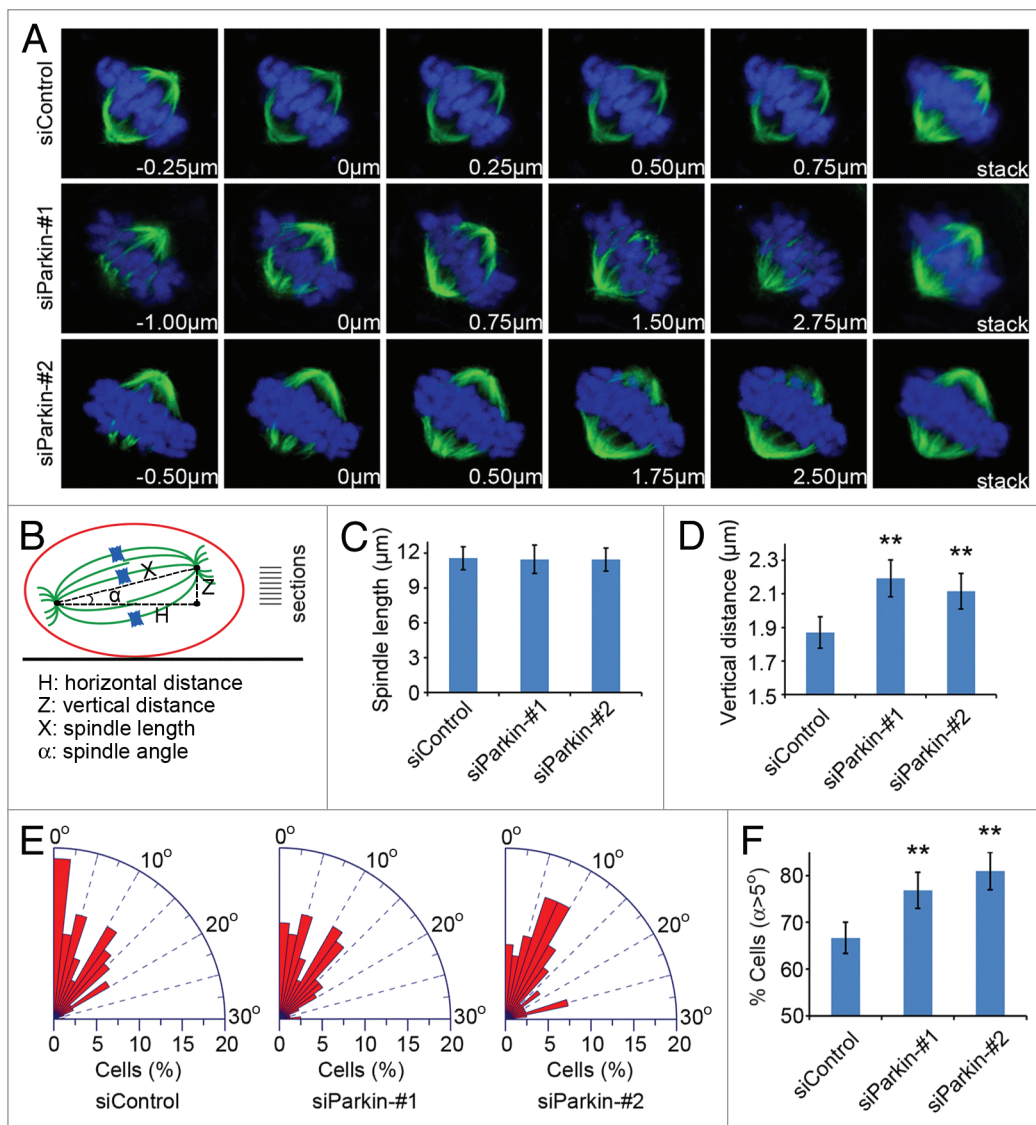 A
siControl
-0.25µm
0µm
0.25µm
0.50µm
0.75µm
stack
siParkin-#1
-1.00µm
0µm
0.75µm
1.50µm
2.75µm
stack
siParkin-#2
-0.50µm
0µm
0.50µm
1.75µm
2.50µm
stack
B
X
α
Z
H
sections
H: horizontal distance
Z: vertical distance
X: spindle length
α: spindle angle
C
Spindle length (µm)
12
9
6
3
0
siControl
siParkin-#1
siParkin-#2
D
Vertical distance (µm)
2.3
2.1
1.9
1.7
1.5
**
**
siControl
siParkin-#1
siParkin-#2
E
0°
10°
20°
30°
0 5 10 15 20
Cells (%)
siControl
0°
10°
20°
30°
0 5 10 15 20
Cells (%)
siParkin-#1
0°
10°
20°
30°
0 5 10 15 20
Cells (%)
siParkin-#2
F
% Cells (α>5°)
80
70
60
50
**
**
siControl
siParkin-#1
siParkin-#2